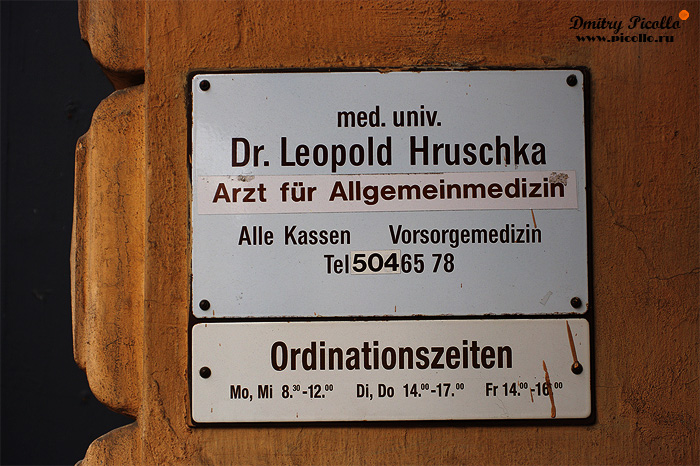 Dmitry Picollo
www.picollo.ru
med. univ.
Dr. Leopold Hruschka
Arzt für Allgemeinmedizin
Alle Kassen Vorsorgemedizin
Tel 504 65 78
Ordinationszeiten
Mo, Mi 8.30-12.00 Di, Do 14.00-17.00 Fr 14.00-16.00